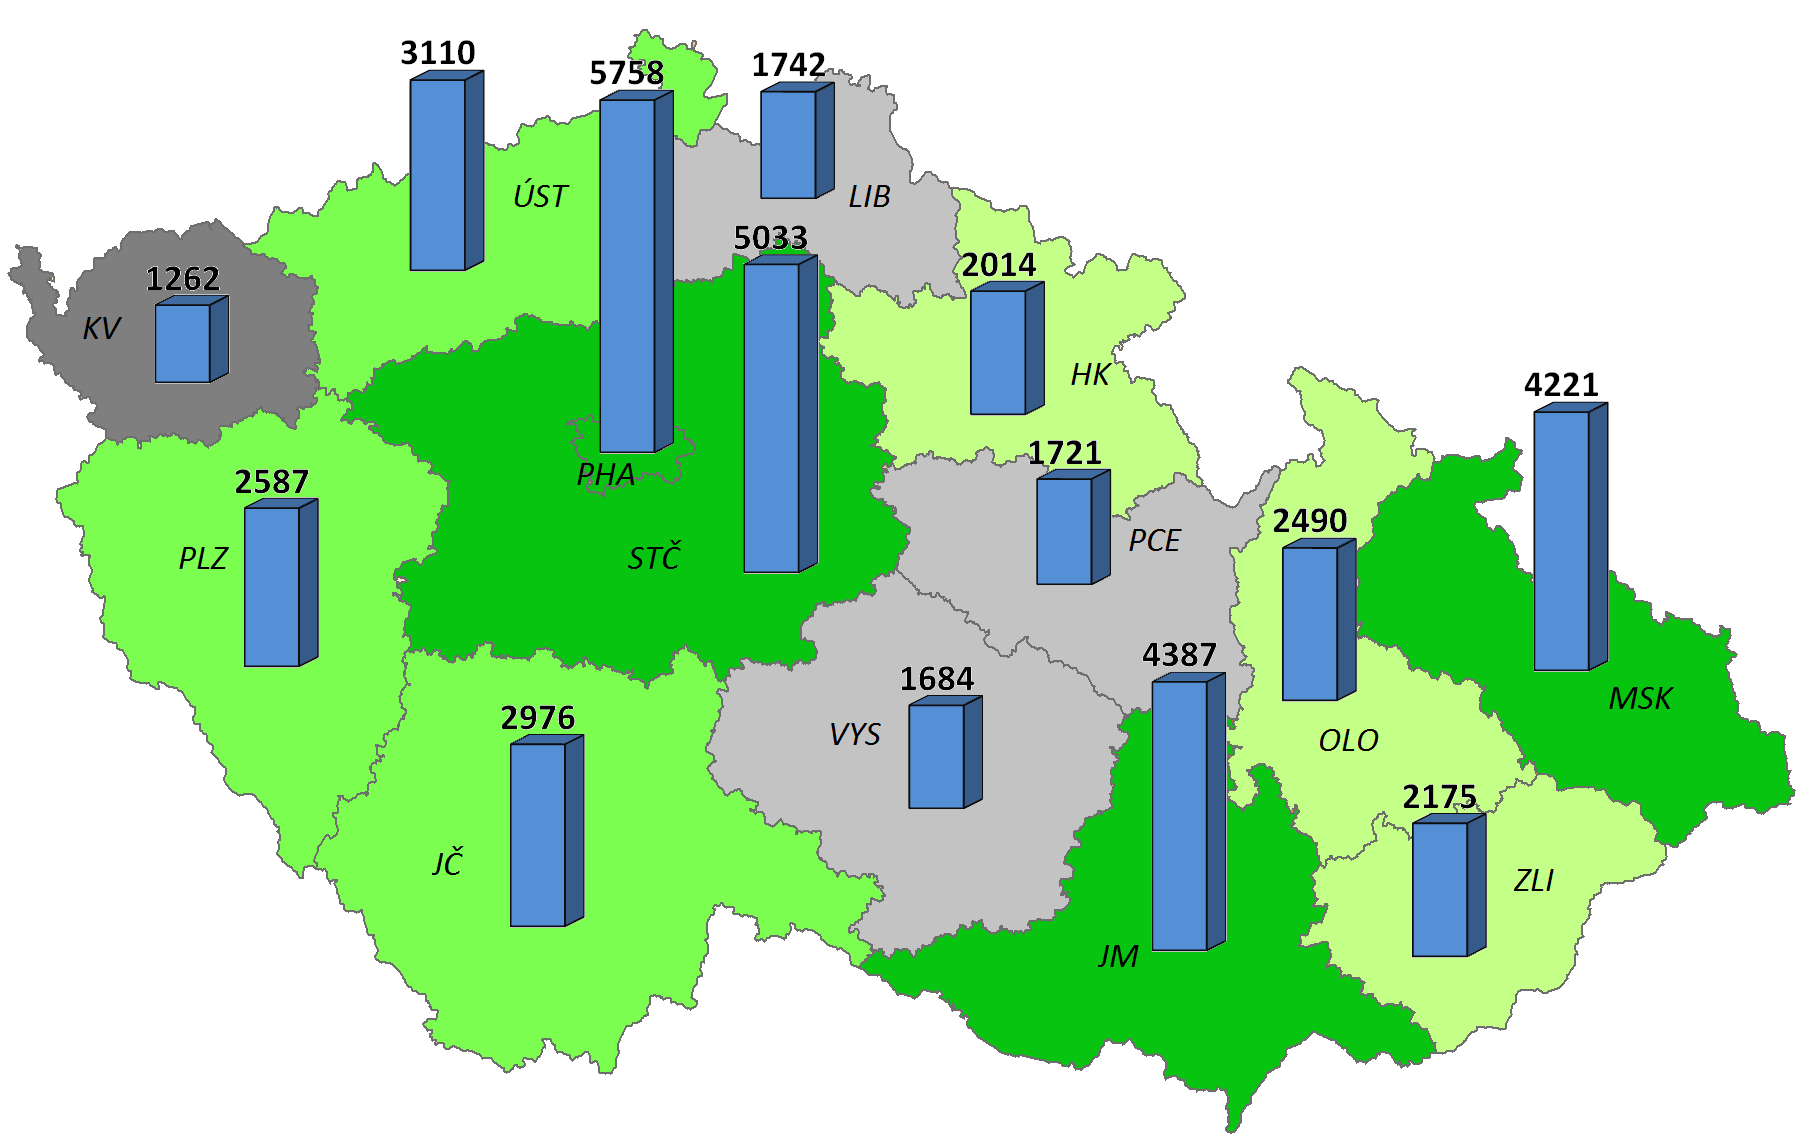 3110
5758
1742
ÚST
LIB
5033
1262
2014
KV
HK
4221
1721
PHA
2587
2490
PLZ
STČ
PCE
4387
1684
MSK
2976
VYS
OLO
2175
JČ
ZLI
JM